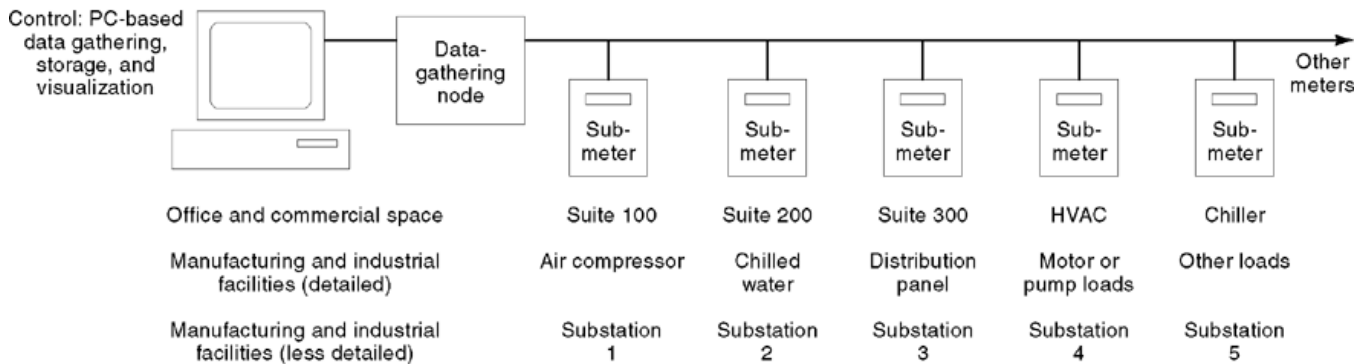 Control: PC-based
data gathering,
storage, and
visualization
Data-
gathering
node
Other
meters
Sub-
meter
Sub-
meter
Sub-
meter
Sub-
meter
Sub-
meter
Office and commercial space Suite 100 Suite 200 Suite 300 HVAC Chiller
Manufacturing and industrial
facilities (detailed)
Air compressor
Chilled
water
Distribution
panel
Motor or
pump loads
Other loads
Manufacturing and industrial
facilities (less detailed)
Substation
1
Substation
2
Substation
3
Substation
4
Substation
5